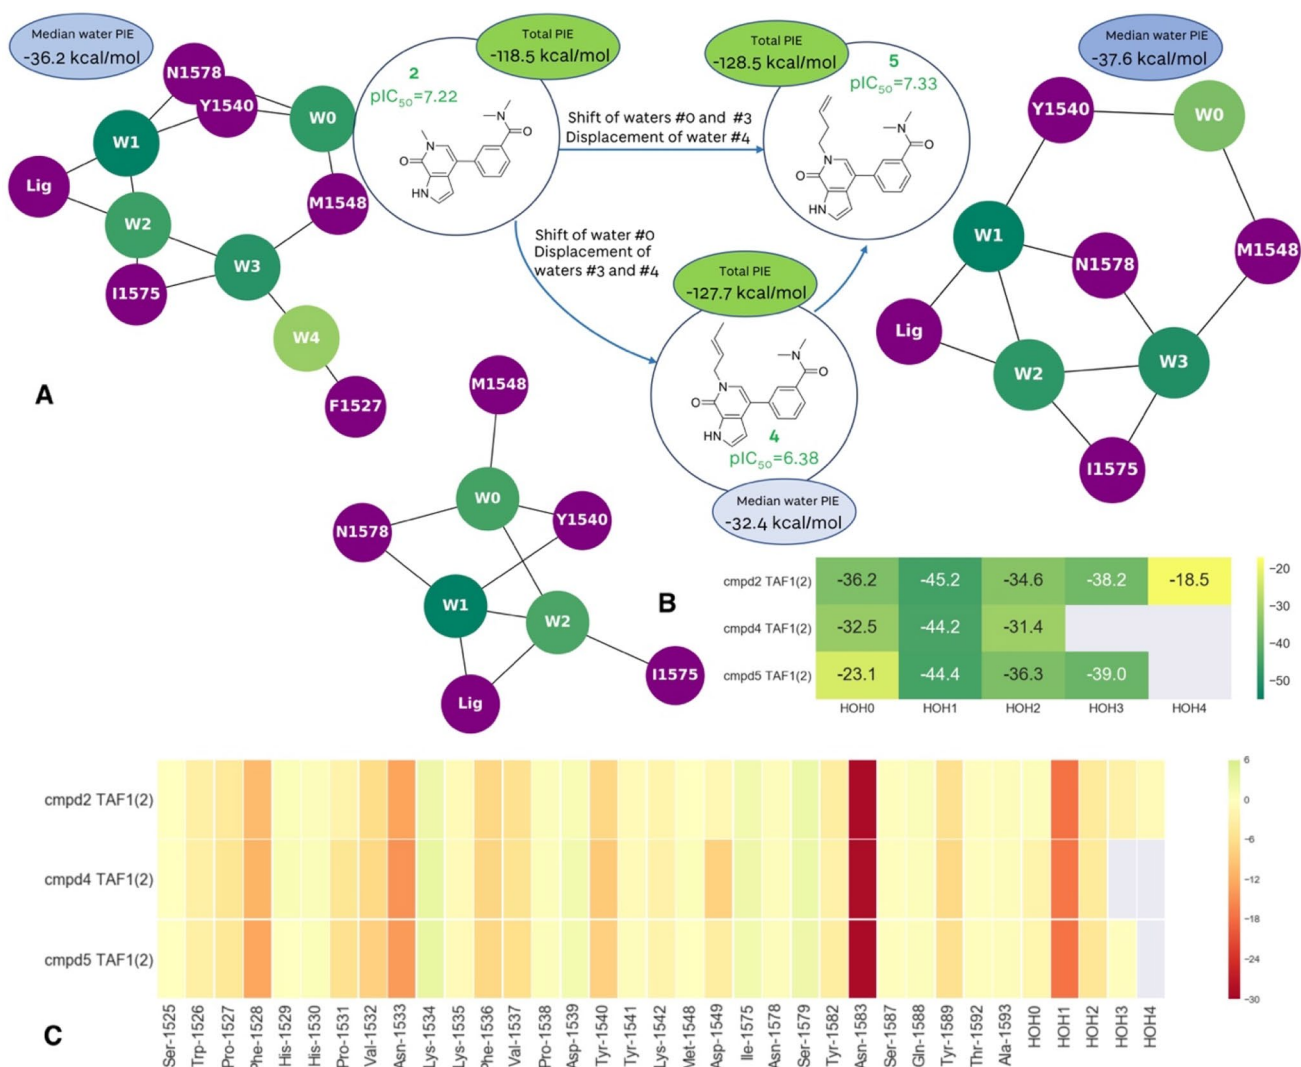 Median water PIE
-36.2 kcal/mol
N1578
Y1540
W0
W1
Lig
W2
M1548
W3
I1575
W4
F1527
A
Total PIE
-118.5 kcal/mol
2
pIC50=7.22
N
O
N
O
HN
Shift of waters #0 and #3
Displacement of water #4
Shift of water #0
Displacement of
waters #3 and #4
Total PIE
-128.5 kcal/mol
5
pIC50=7.33
N
O
N
O
HN
Total PIE
-127.7 kcal/mol
N
O
N
O
HN
4
pIC50=6.38
Median water PIE
-32.4 kcal/mol
Median water PIE
-37.6 kcal/mol
Y1540
W0
W1
N1578
M1548
Lig
W2
W3
I1575
M1548
W0
N1578
Y1540
W1
W2
I1575
Lig
B
cmpd2 TAF1(2) -36.2 -45.2 -34.6 -38.2 -18.5
cmpd4 TAF1(2) -32.5 -44.2 -31.4
cmpd5 TAF1(2) -23.1 -44.4 -36.3 -39.0
HOH0 HOH1 HOH2 HOH3 HOH4
-20
-30
-40
-50
cmpd2 TAF1(2)
cmpd4 TAF1(2)
cmpd5 TAF1(2)
6
0
-6
-12
-18
-24
-30
C
Ser-1525
Trp-1526
Pro-1527
Phe-1528
His-1529
His-1530
Pro-1531
Val-1532
Asn-1533
Lys-1534
Lys-1535
Phe-1536
Val-1537
Pro-1538
Asp-1539
Tyr-1540
Tyr-1541
Lys-1542
Met-1548
Asp-1549
Ile-1575
Asn-1578
Ser-1579
Tyr-1582
Asn-1583
Ser-1587
Gln-1588
Tyr-1589
Thr-1592
Ala-1593
HOH0
HOH1
HOH2
HOH3
HOH4